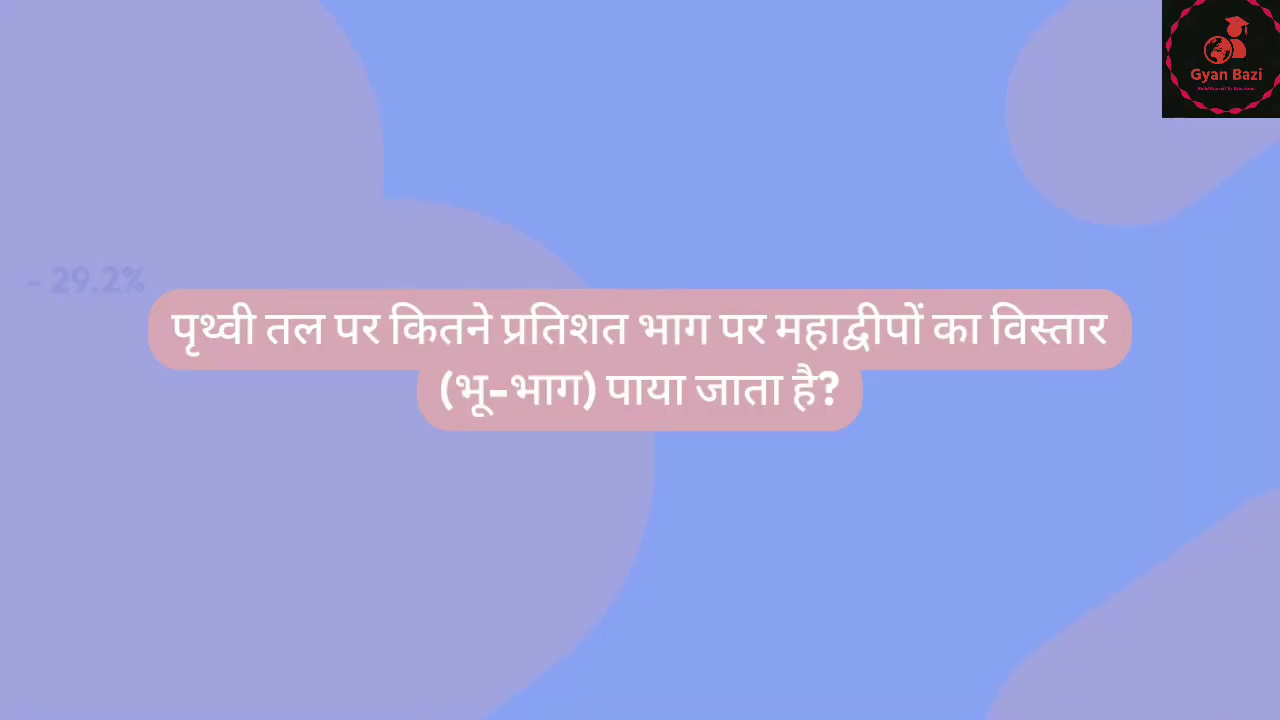 Gyan Bazi
- 29.2%
पृथ्वी तल पर कितने प्रतिशत भाग पर महाद्वीपों का विस्तार
(भू-भाग) पाया जाता है?